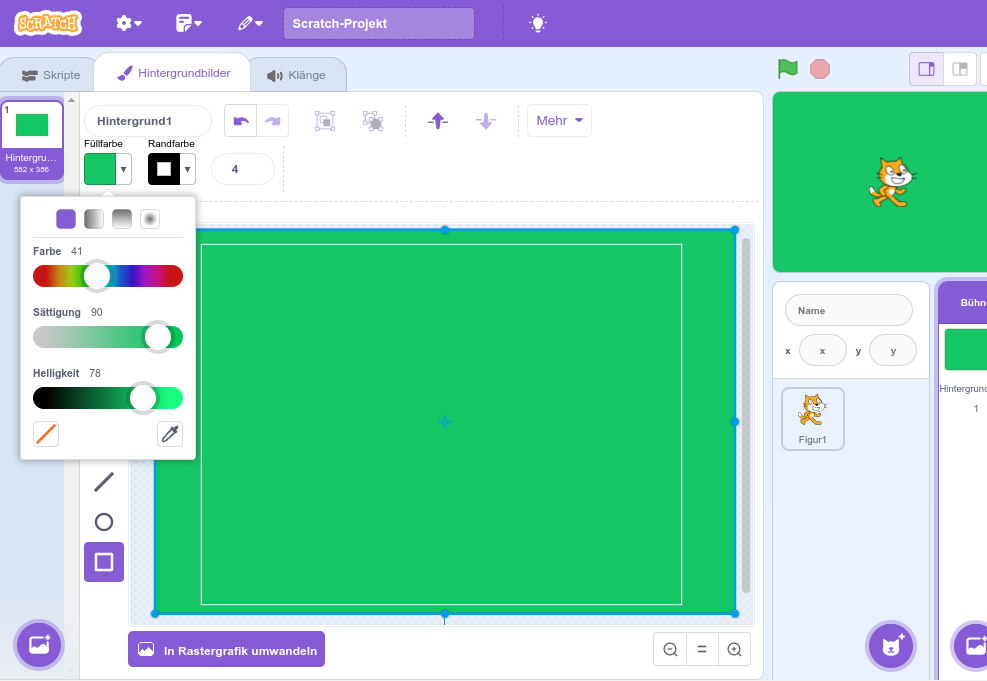 SCRATCH
Scratch-Projekt
Skripte
Hintergrundbilder
Klänge
1
Hintergru...
582 x 386
Hintergrund1
Mehr
Füllfarbe
Randfarbe
4
Farbe 41
Sättigung 90
Helligkeit 78
In Rastergrafik umwandeln
Name
x
x
y
y
Figur1
Bühn
Hintergrund
1